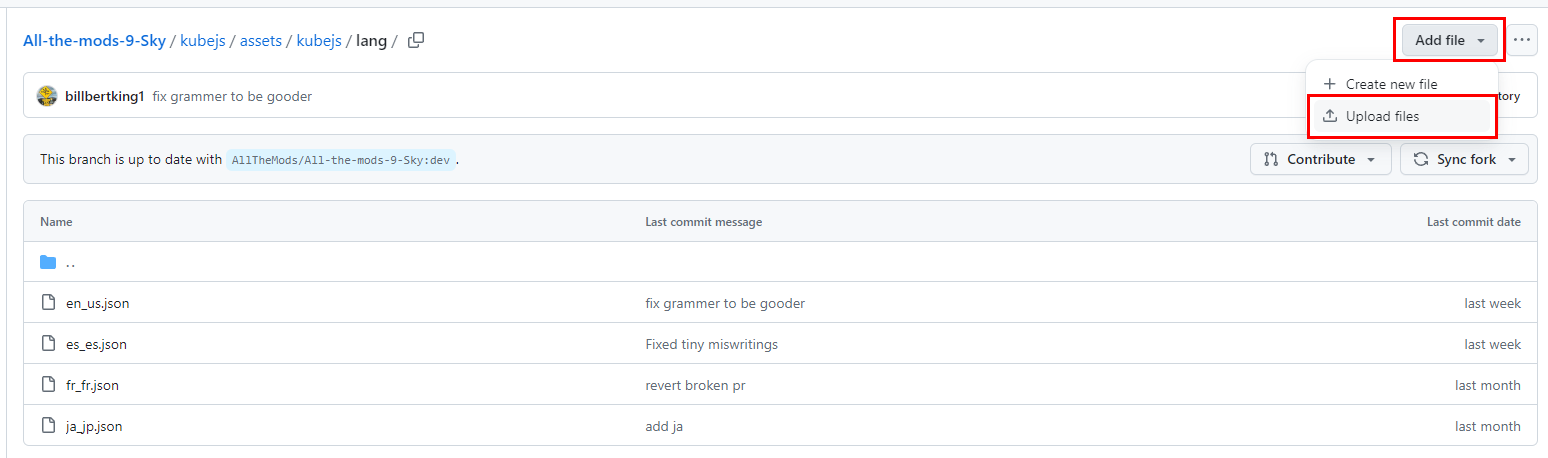 All-the-mods-9-Sky / kubejs / assets / kubejs / lang /
Add file
billbertking1 fix grammer to be gooder
Create new file
tory
Upload files
This branch is up to date with AllTheMods/All-the-mods-9-Sky:dev .
Contribute
Sync fork
Name Last commit message Last commit date
..
en_us.json fix grammer to be gooder last week
es_es.json Fixed tiny miswritings last week
fr_fr.json revert broken pr last month
ja_jp.json add ja last month